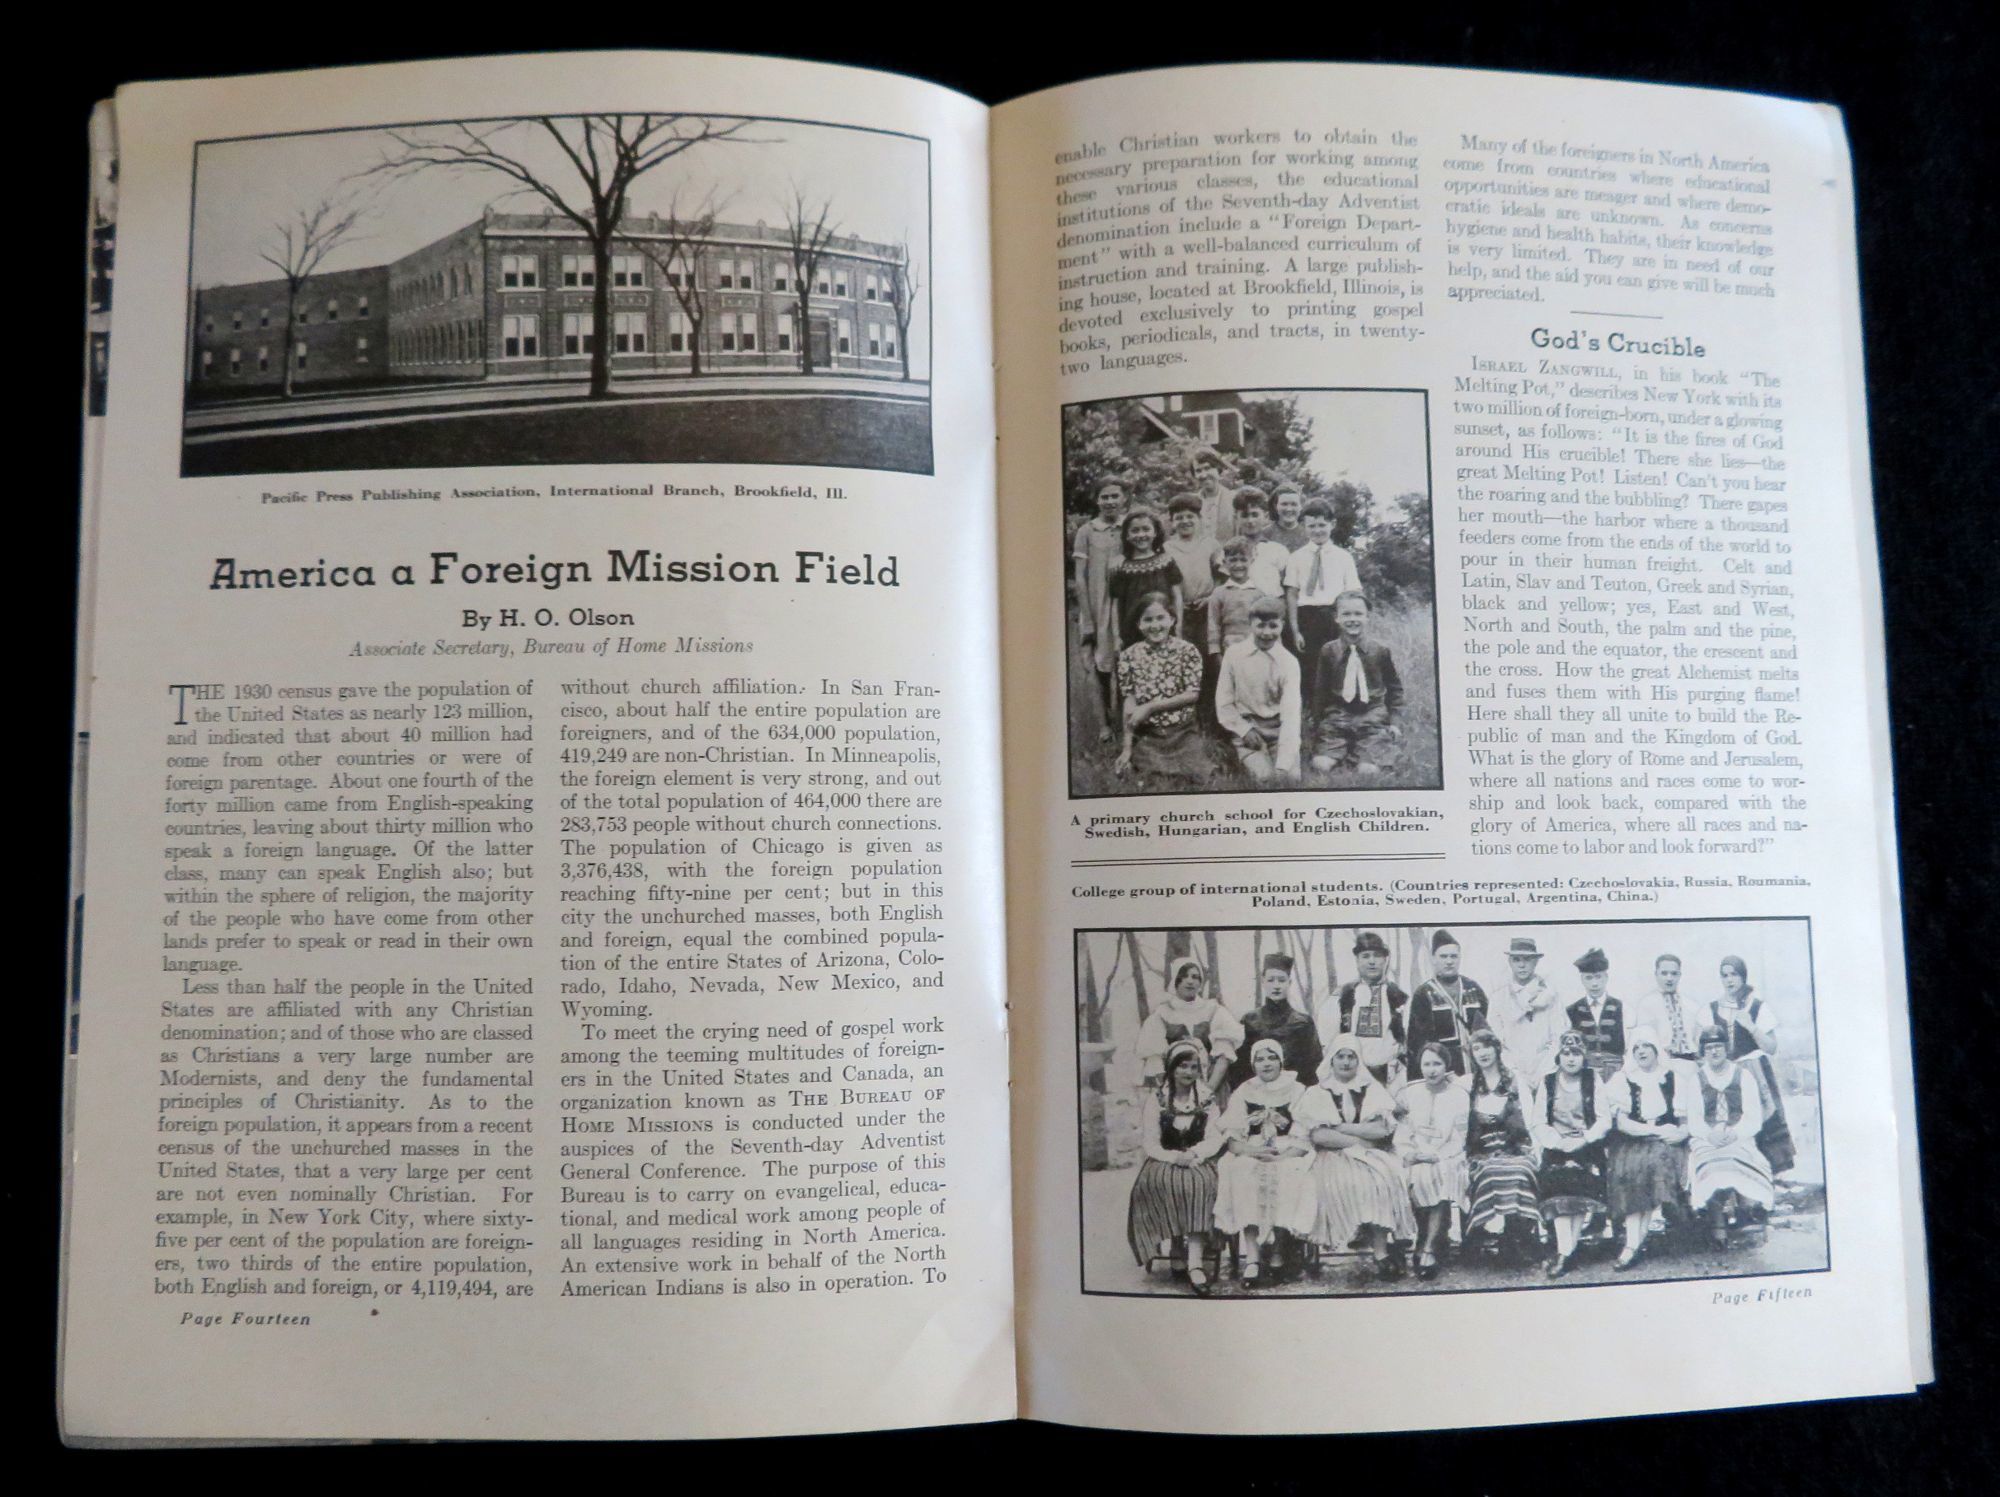 Pacific Press Publishing Association, International Branch, Brookfield, Ill.
America a Foreign Mission Field
By H. O. Olson
Associate Secretary, Bureau of Home Missions
THE 1930 census gave the population of
the United States as nearly 123 million,
and indicated that about 40 million had
come from other countries or were of
foreign parentage. About one fourth of the
forty million came from English-speaking
countries, leaving about thirty million who
speak a foreign language. Of the latter
class, many can speak English also; but
within the sphere of religion, the majority
of the people who have come from other
lands prefer to speak or read in their own
language.
Less than half the people in the United
States are affiliated with any Christian
denomination; and of those who are classed
as Christians a very large number are
Modernists, and deny the fundamental
principles of Christianity. As to the
foreign population, it appears from a recent
census of the unchurched masses in the
United States, that a very large per cent
are not even nominally Christian. For
example, in New York City, where sixty-
five per cent of the population are foreign-
ers, two thirds of the entire population,
both English and foreign, or 4,119,494, are
without church affiliation. In San Fran-
cisco, about half the entire population are
foreigners, and of the 634,000 population,
419,249 are non-Christian. In Minneapolis,
the foreign element is very strong, and out
of the total population of 464,000 there are
283,753 people without church connections.
The population of Chicago is given as
3,376,438, with the foreign population
reaching fifty-nine per cent; but in this
city the unchurched masses, both English
and foreign, equal the combined popula-
tion of the entire States of Arizona, Colo-
rado, Idaho, Nevada, New Mexico, and
Wyoming.
To meet the crying need of gospel work
among the teeming multitudes of foreign-
ers in the United States and Canada, an
organization known as THE BUREAU OF
HOME MISSIONS is conducted under the
auspices of the Seventh-day Adventist
General Conference. The purpose of this
Bureau is to carry on evangelical, educa-
tional, and medical work among people of
all languages residing in North America.
An extensive work in behalf of the North
American Indians is also in operation. To
Page Fourteen
enable Christian workers to obtain the
necessary preparation for working among
these various classes, the educational
institutions of the Seventh-day Adventist
denomination include a "Foreign Depart-
ment" with a well-balanced curriculum of
instruction and training. A large publish-
ing house, located at Brookfield, Illinois, is
devoted exclusively to printing gospel
books, periodicals, and tracts, in twenty-
two languages.
A primary church school for Czechoslovakian,
Swedish, Hungarian, and English Children.
Many of the foreigners in North America
come from countries where educational
opportunities are meager and where demo-
cratic ideals are unknown. As concerns
hygiene and health habits, their knowledge
is very limited. They are in need of our
help, and the aid you can give will be much
appreciated.
God's Crucible
ISRAEL ZANGWILL, in his book "The
Melting Pot," describes New York with its
two million of foreign-born, under a glowing
sunset, as follows: "It is the fires of God
around His crucible! There she lies—the
great Melting Pot! Listen! Can't you hear
the roaring and the bubbling? There gapes
her mouth—the harbor where a thousand
feeders come from the ends of the world to
pour in their human freight. Celt and
Latin, Slav and Teuton, Greek and Syrian,
black and yellow; yes, East and West,
North and South, the palm and the pine,
the pole and the equator, the crescent and
the cross. How the great Alchemist melts
and fuses them with His purging flame!
Here shall they all unite to build the Re-
public of man and the Kingdom of God.
What is the glory of Rome and Jerusalem,
where all nations and races come to wor-
ship and look back, compared with the
glory of America, where all races and na-
tions come to labor and look forward?"
College group of international students. (Countries represented: Czechoslovakia, Russia, Roumania,
Poland, Estonia, Sweden, Portugal, Argentina, China.)
Page Fifteen